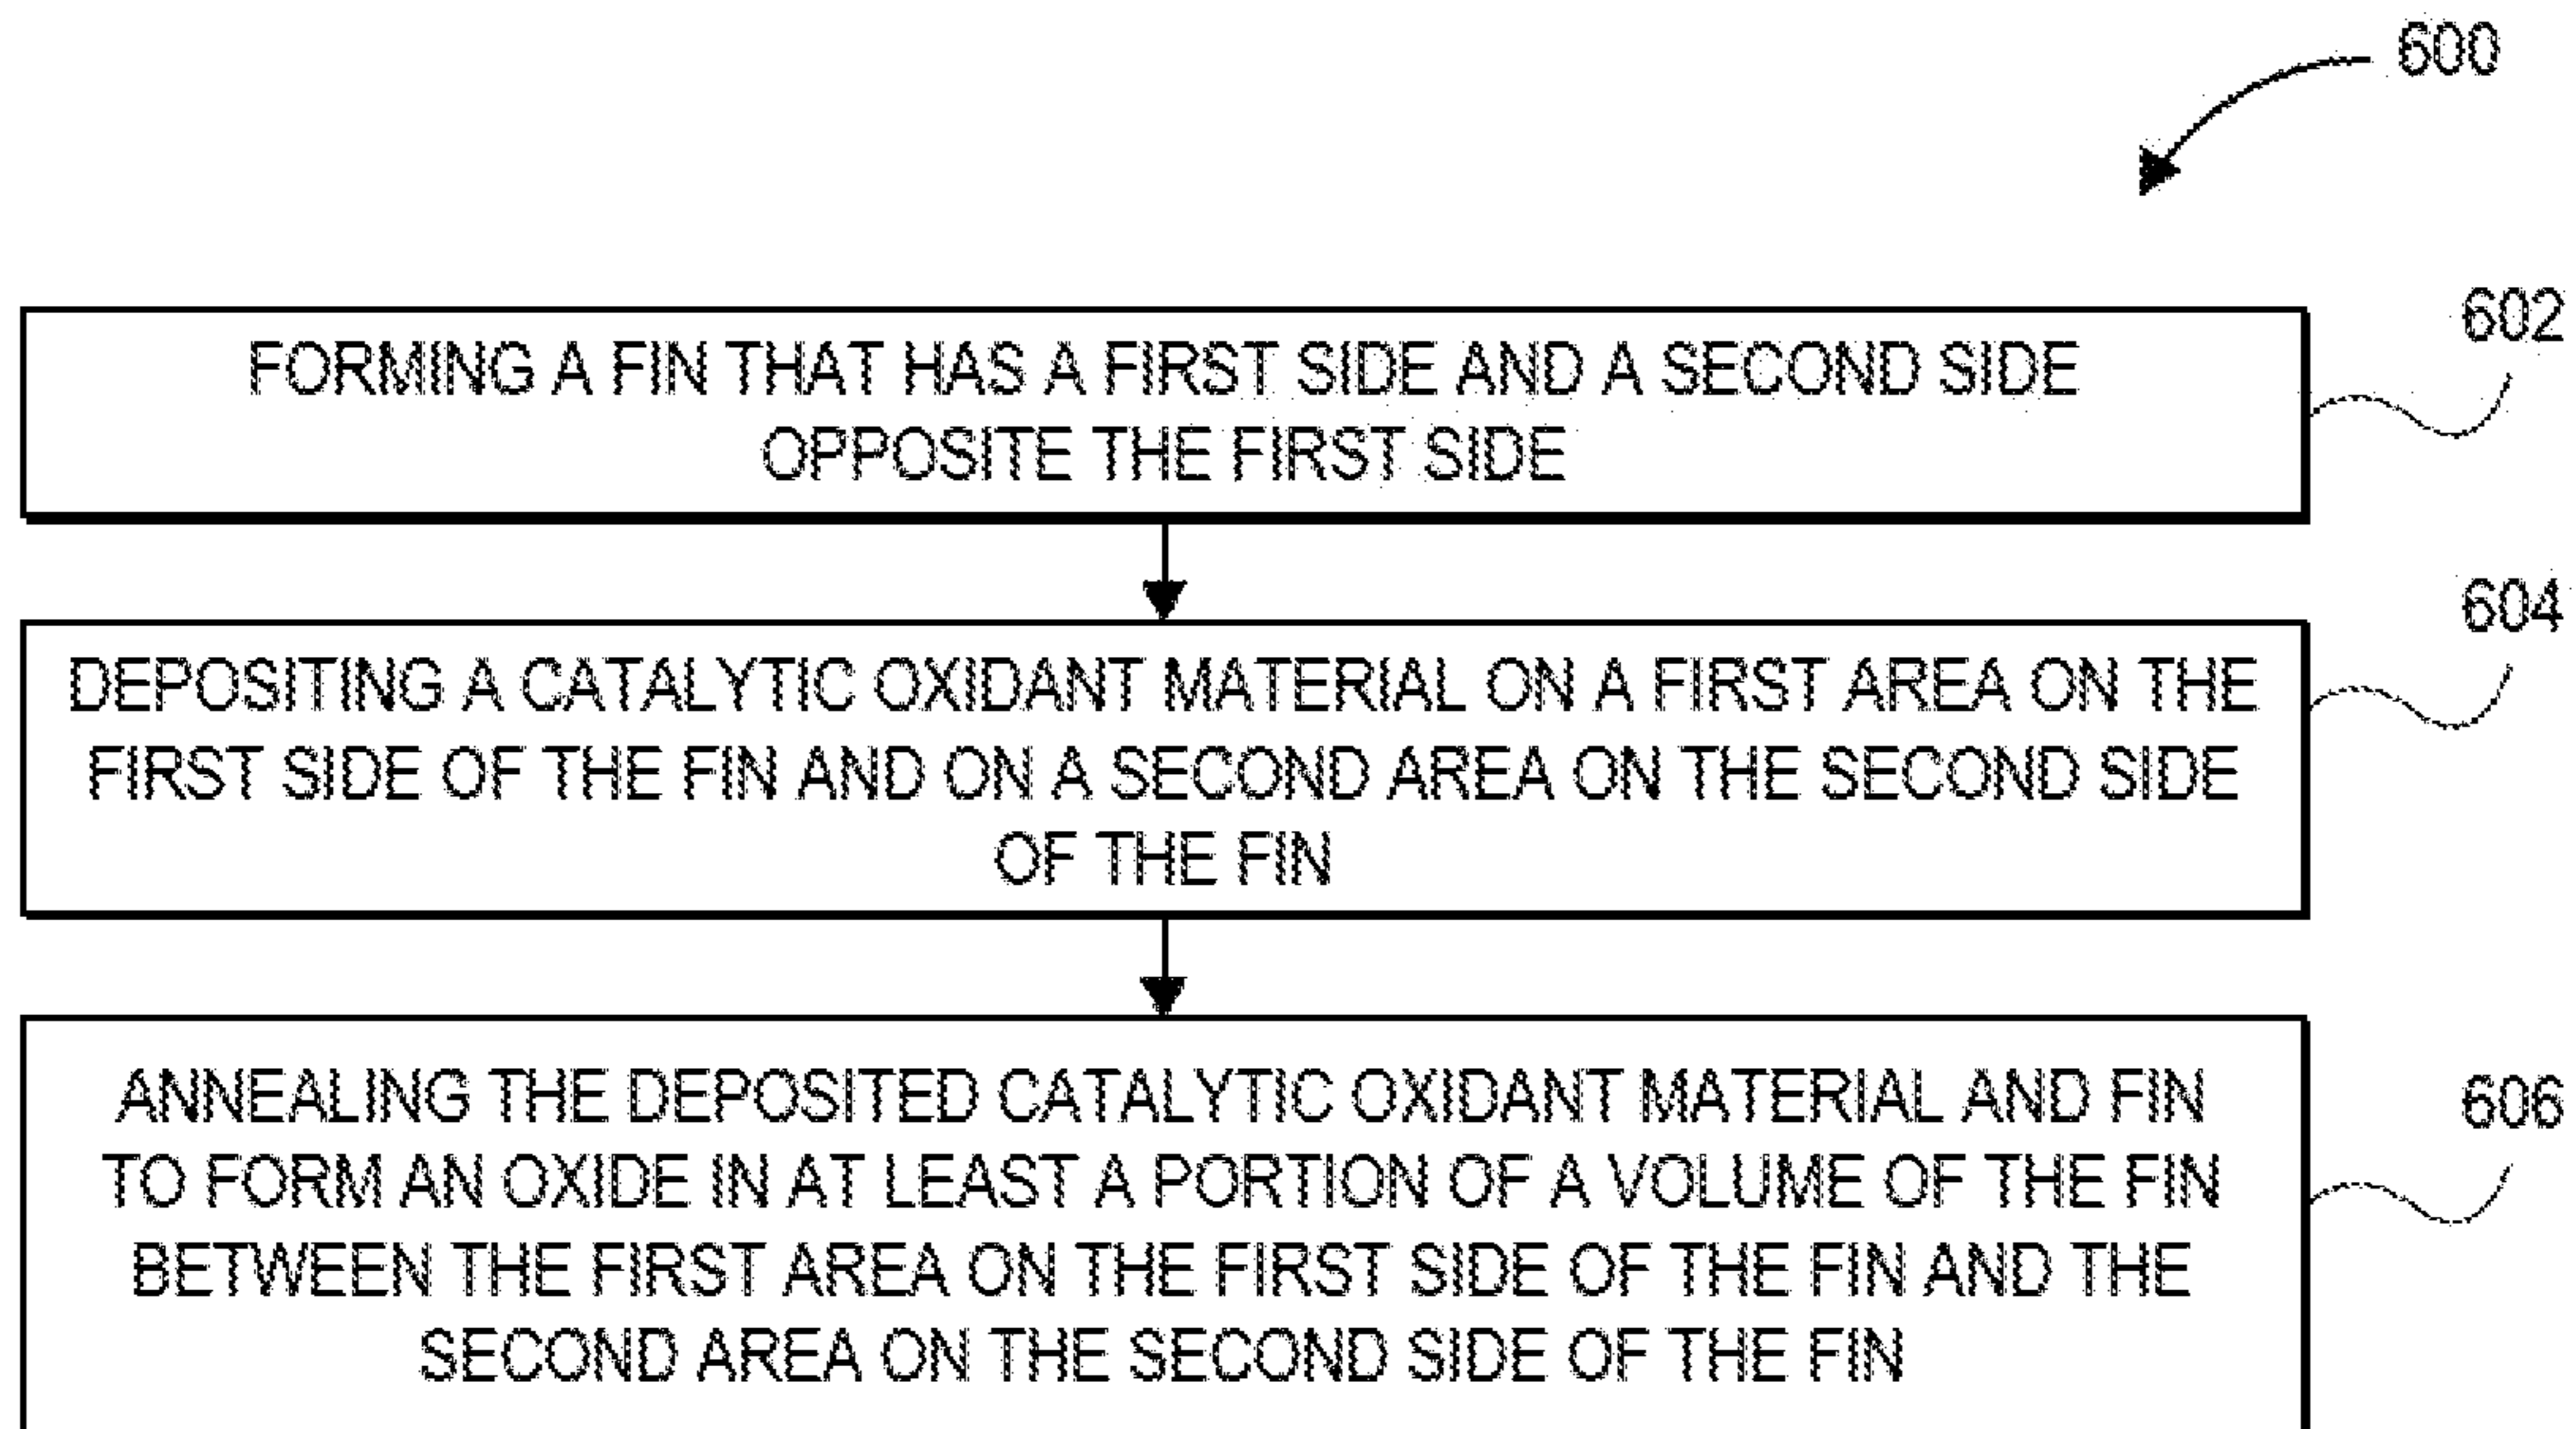 600
602
FORMING A FIN THAT HAS A FIRST SIDE AND A SECOND SIDE
OPPOSITE THE FIRST SIDE
604
DEPOSITING A CATALYTIC OXIDANT MATERIAL ON A FIRST AREA ON THE
FIRST SIDE OF THE FIN AND ON A SECOND AREA ON THE SECOND SIDE
OF THE FIN
606
ANNEALING THE DEPOSITED CATALYTIC OXIDANT MATERIAL AND FIN
TO FORM AN OXIDE IN AT LEAST A PORTION OF A VOLUME OF THE FIN
BETWEEN THE FIRST AREA ON THE FIRST SIDE OF THE FIN AND THE
SECOND AREA ON THE SECOND SIDE OF THE FIN